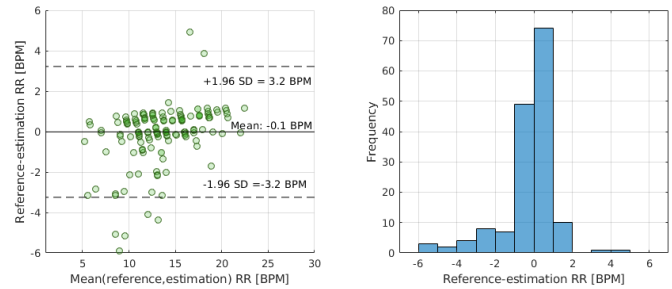 6
4
2
0
-2
-4
-6
Reference-estimation RR [BPM]
+1.96 SD = 3.2 BPM
Mean: -0.1 BPM
-1.96 SD =-3.2 BPM
5 10 15 20 25 30
Mean(reference,estimation) RR [BPM]
80
70
60
50
40
30
20
10
0
Frequency
-6 -4 -2 0 2 4 6
Reference-estimation RR [BPM]